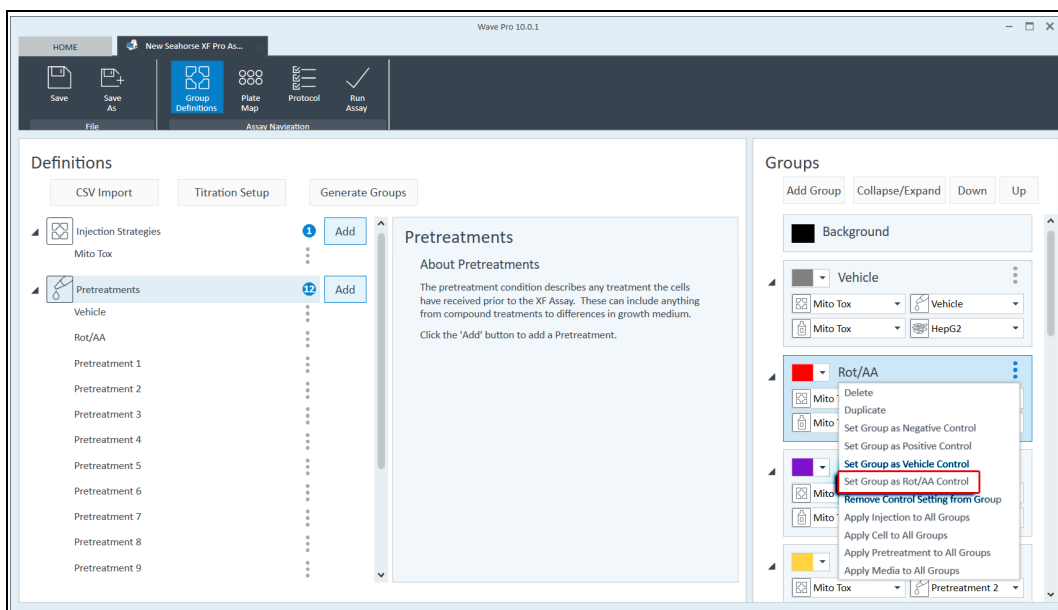 Wave Pro 10.0.1
HOME
New Seahorse XF Pro As...
Save
Save As
Group Definitions
Plate Map
Protocol
Run Assay
File
Assay Navigation
Definitions
CSV Import
Titration Setup
Generate Groups
Injection Strategies
1
Add
Mito Tox
Pretreatments
12
Add
Vehicle
Rot/AA
Pretreatment 1
Pretreatment 2
Pretreatment 3
Pretreatment 4
Pretreatment 5
Pretreatment 6
Pretreatment 7
Pretreatment 8
Pretreatment 9
Pretreatments
About Pretreatments
The pretreatment condition describes any treatment the cells
have received prior to the XF Assay. These can include anything
from compound treatments to differences in growth medium.
Click the 'Add' button to add a Pretreatment.
Groups
Add Group
Collapse/Expand
Down
Up
Background
Vehicle
Mito Tox
Vehicle
Mito Tox
HepG2
Rot/AA
Mito
Mito
Delete
Duplicate
Set Group as Negative Control
Set Group as Positive Control
Set Group as Vehicle Control
Set Group as Rot/AA Control
Remove Control Setting from Group
Apply Injection to All Groups
Apply Cell to All Groups
Apply Pretreatment to All Groups
Apply Media to All Groups
Mito
Mito
Mito Tox
Pretreatment 2